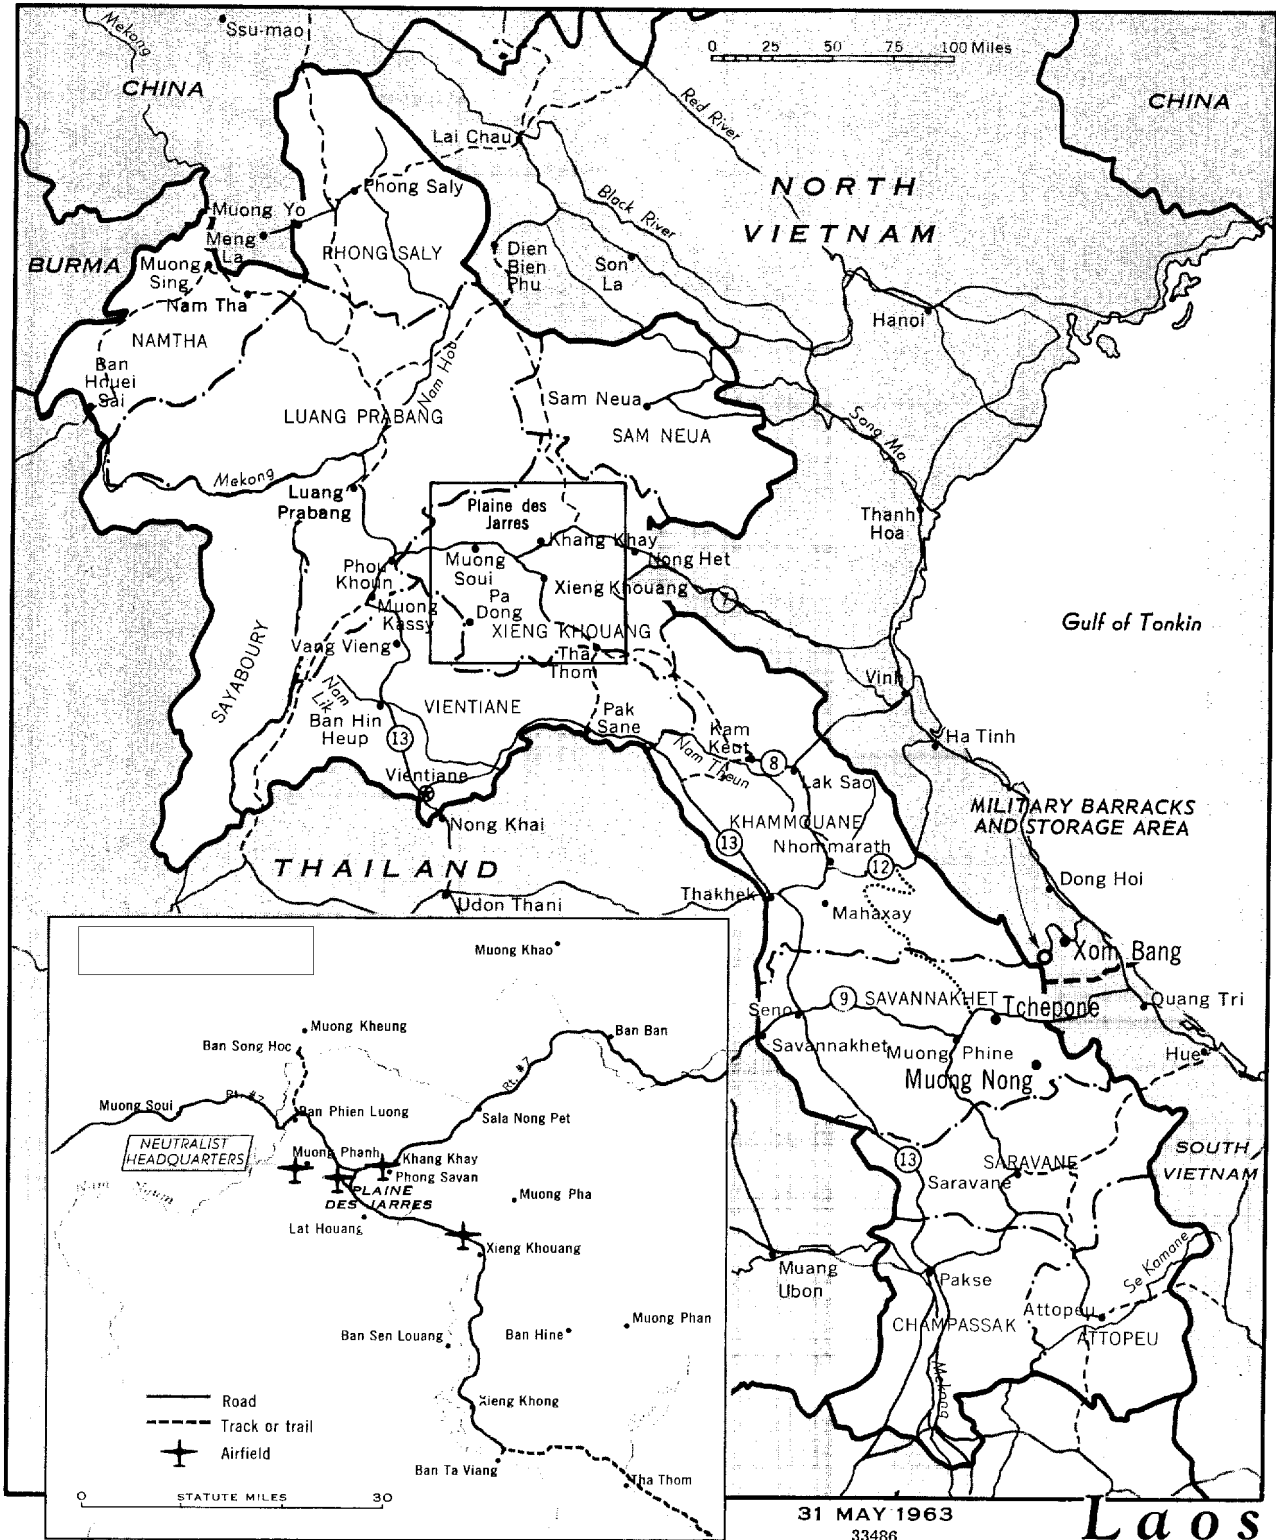 Mekong
Ssu-mao
0 25 50 75 100 Miles
CHINA
CHINA
Red River
Lai Chau
NORTH
VIETNAM
Phong Saly
Black River
Muong Yo
Meng
La
PHONG SALY
Dien
Bien
Phu
Son
La
BURMA
Muong
Sing
Nam Tha
Hanoi
NAMTHA
Ban
Houei
Sai
Nam Hou
LUANG PRABANG
Sam Neua
SAM NEUA
Song Ma
Mekong
Luang
Prabang
Plaine des
Jarres
Thanh
Hoa
Khang Khay
Nong Het
Phou
Khoun
Muong
Soui
Xieng Khouang
7
Pa
Dong
Muong
Kassy
XIENG KHOUANG
Gulf of Tonkin
Vang Vieng
Tha
Thom
SAYABOURY
Vinh
Nam
Lik
VIENTIANE
Pak
Sane
Ban Hin
Heup
13
Kam
Keut
Nam Theun
8
Ha Tinh
Vientiane
Lak Sao
MILITARY BARRACKS
AND STORAGE AREA
Nong Khai
KHAMMOUANE
13
Nhommarath
12
THAILAND
Dong Hoi
Udon Thani
Thakhek
Mahaxay
Xom Bang
9
SAVANNAKHET
Tchepone
Quang Tri
Seno
Savannakhet
Muong Phine
Hue
Muong Nong
13
SARAVANE
Saravane
SOUTH
VIETNAM
Muang
Ubon
Pakse
Se Kamane
Attopeu
CHAMPASSAK
ATTOPEU
Mekong
Muong Khao
Muong Kheung
Ban Song Hoc
Ban Ban
Rt. #7
Muong Soui
Rt. #7
Ban Phien Luong
Sala Nong Pet
NEUTRALIST
HEADQUARTERS
Muong Phanh
Khang Khay
Phong Savan
PLAINE
DES JARRES
Muong Pha
Nam
Lat Houang
Xieng Khouang
Muong Phan
Ban Sen Louang
Ban Hine
Road
Xieng Khong
Track or trail
Airfield
Ban Ta Viang
Tha Thom
0 STATUTE MILES 30
31 MAY 1963
33486
Laos